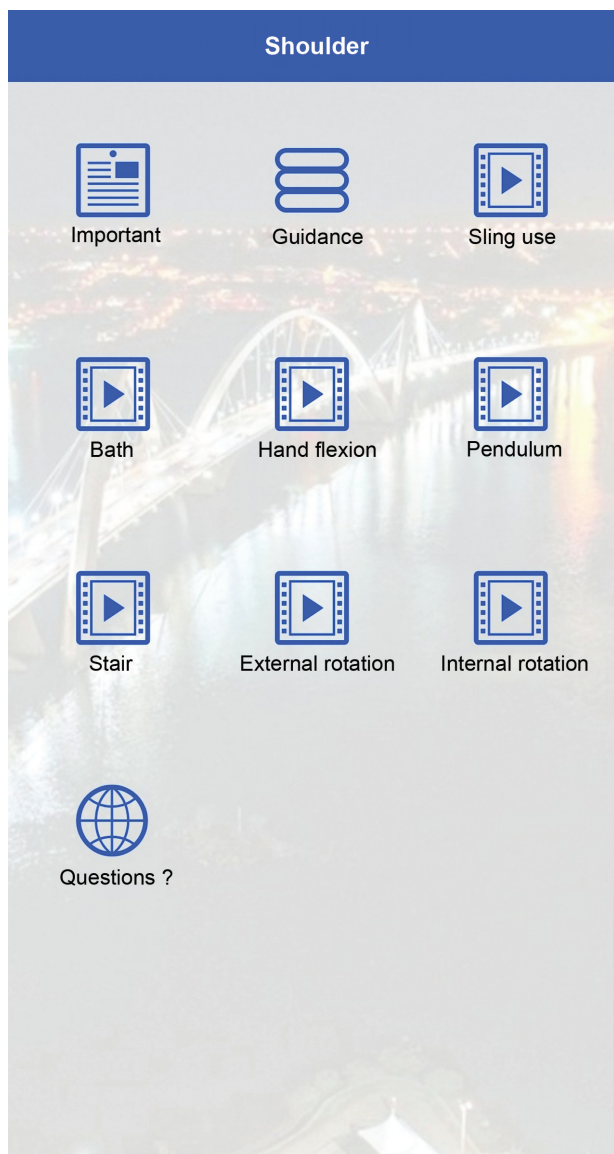 Shoulder
Important
Guidance
Sling use
Bath
Hand flexion
Pendulum
Stair
External rotation
Internal rotation
Questions ?